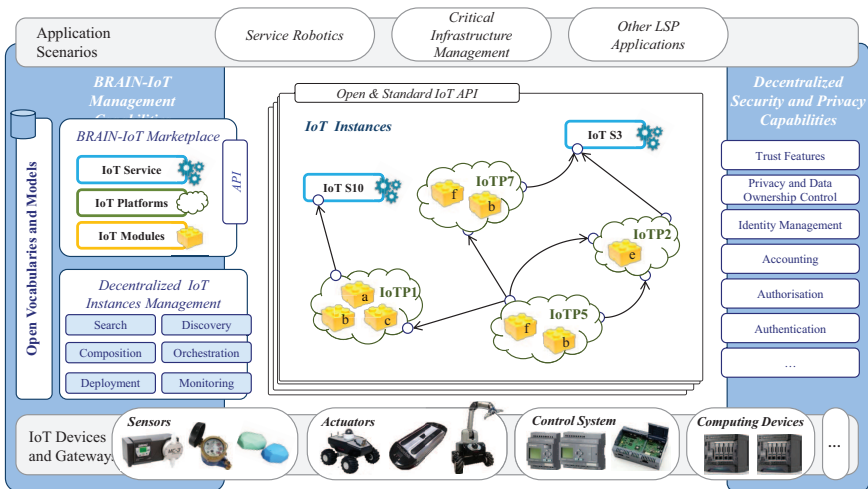 Application
Scenarios
Service Robotics
Critical
Infrastructure
Management
Other LSP
Applications
BRAIN-IoT
Management
Open Vocabularies and Models
BRAIN-IoT Marketplace
IoT Service
IoT Platforms
IoT Modules
API
Decentralized IoT
Instances Management
Search
Discovery
Composition
Orchestration
Deployment
Monitoring
Open & Standard IoT API
IoT Instances
IoT S3
IoT S10
IoTP7
f
b
IoTP2
e
IoTP1
a
b
c
IoTP5
f
b
Decentralized
Security and Privacy
Capabilities
Trust Features
Privacy and Data
Ownership Control
Identity Management
Accounting
Authorisation
Authentication
…
IoT Devices
and Gateways
Sensors
Actuators
Control System
Computing Devices
...